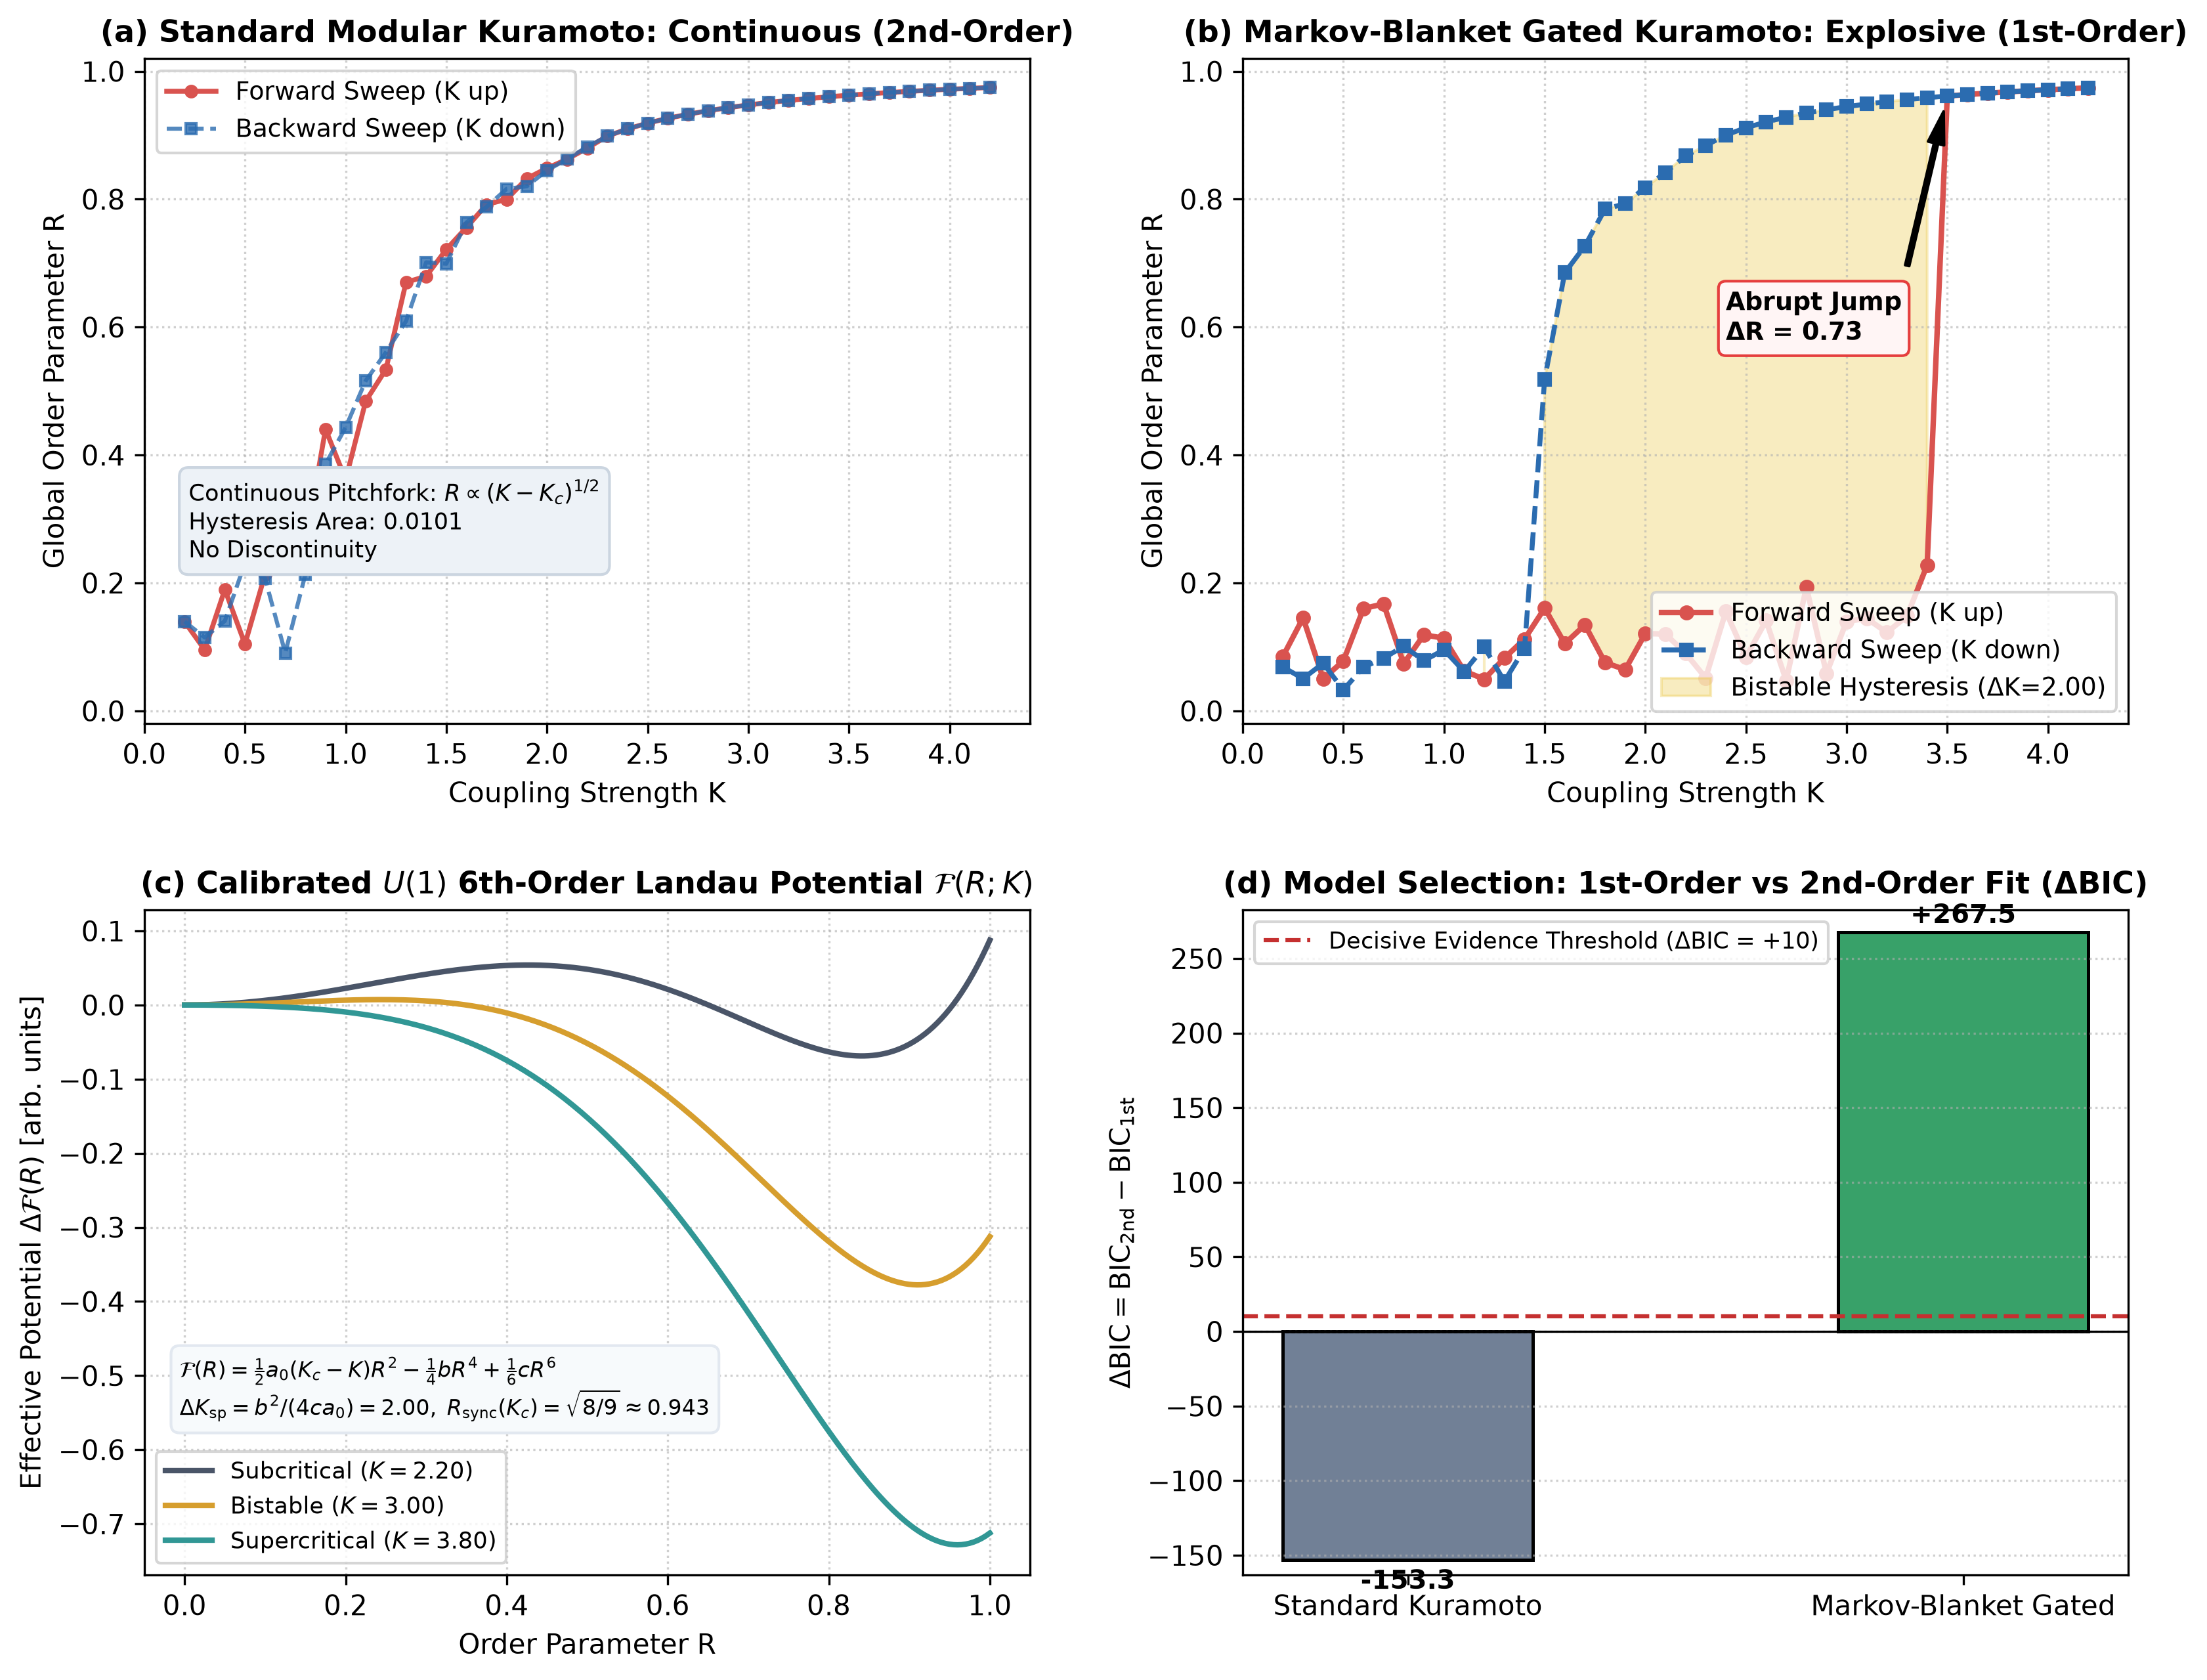 (a) Standard Modular Kuramoto: Continuous (2nd-Order)
Forward Sweep (K up)
Backward Sweep (K down)
Continuous Pitchfork: R ∝ (K − K_c)^{1/2}
Hysteresis Area: 0.0101
No Discontinuity
Global Order Parameter R
1.0
0.8
0.6
0.4
0.2
0.0
0.0 0.5 1.0 1.5 2.0 2.5 3.0 3.5 4.0
Coupling Strength K
(b) Markov-Blanket Gated Kuramoto: Explosive (1st-Order)
Abrupt Jump
ΔR = 0.73
Forward Sweep (K up)
Backward Sweep (K down)
Bistable Hysteresis (ΔK=2.00)
Global Order Parameter R
1.0
0.8
0.6
0.4
0.2
0.0
0.0 0.5 1.0 1.5 2.0 2.5 3.0 3.5 4.0
Coupling Strength K
(c) Calibrated U(1) 6th-Order Landau Potential ℱ(R; K)
Effective Potential Δℱ(R) [arb. units]
0.1
0.0
−0.1
−0.2
−0.3
−0.4
−0.5
−0.6
−0.7
ℱ(R) = ½a₀(K_c − K)R² − ¼bR⁴ + ⅙cR⁶
ΔK_sp = b²/(4ca₀) = 2.00, R_sync(K_c) = √(8/9) ≈ 0.943
Subcritical (K = 2.20)
Bistable (K = 3.00)
Supercritical (K = 3.80)
0.0 0.2 0.4 0.6 0.8 1.0
Order Parameter R
(d) Model Selection: 1st-Order vs 2nd-Order Fit (ΔBIC)
+267.5
Decisive Evidence Threshold (ΔBIC = +10)
ΔBIC = BIC_2nd − BIC_1st
250
200
150
100
50
0
−50
−100
−150
-153.3
Standard Kuramoto Markov-Blanket Gated